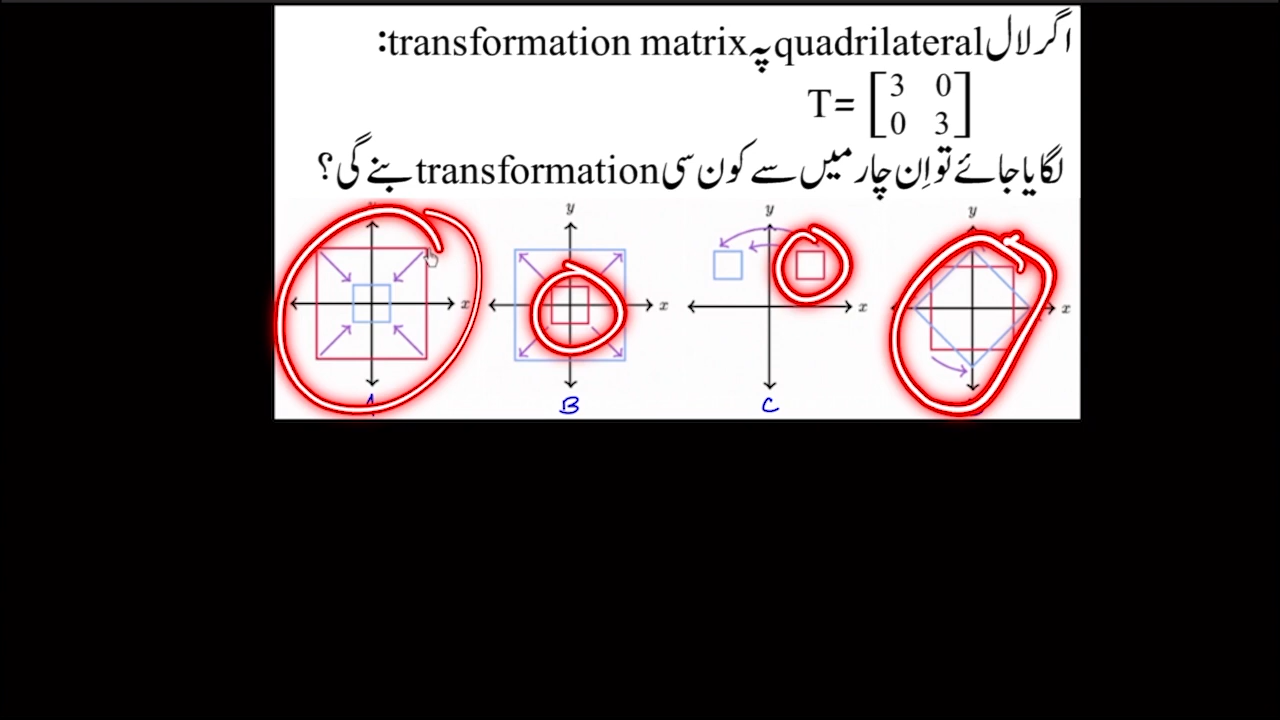 اگر لال quadrilateral پہ transformation matrix:
T= [3 0
0 3]
لگایا جائے تو اِن چار میں سے کون سی transformation بنے گی؟
y y y
x x x x
B C